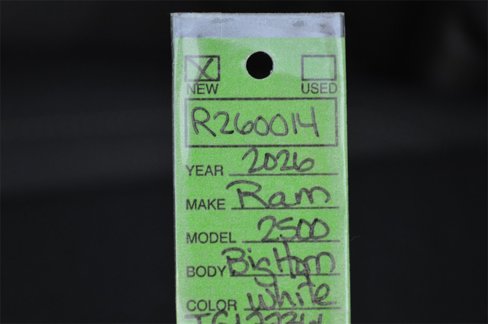 X
NEW USED
R260014
YEAR 2026
MAKE Ram
MODEL 2500
BODY Big Horn
COLOR White